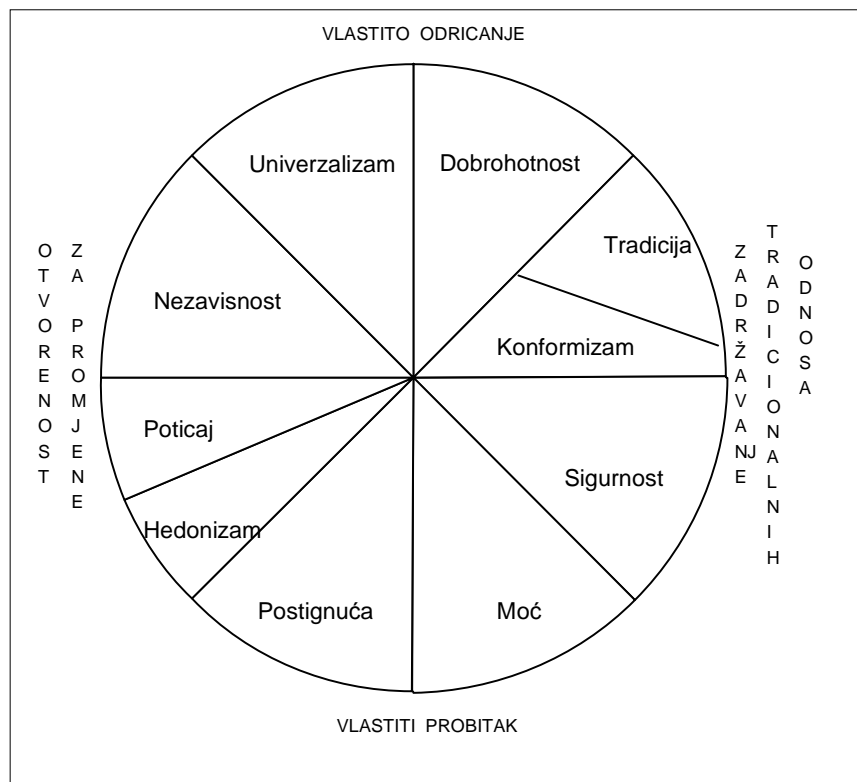 VLASTITO ODRICANJE
Univerzalizam
Dobrohotnost
Tradicija
Nezavisnost
Konformizam
Poticaj
Sigurnost
Hedonizam
Postignuća
Moć
OTVORENOST
ZA PROMJENE
ZADRŽAVANJE
TRADICIONALNIH
ODNOSA
VLASTITI PROBITAK